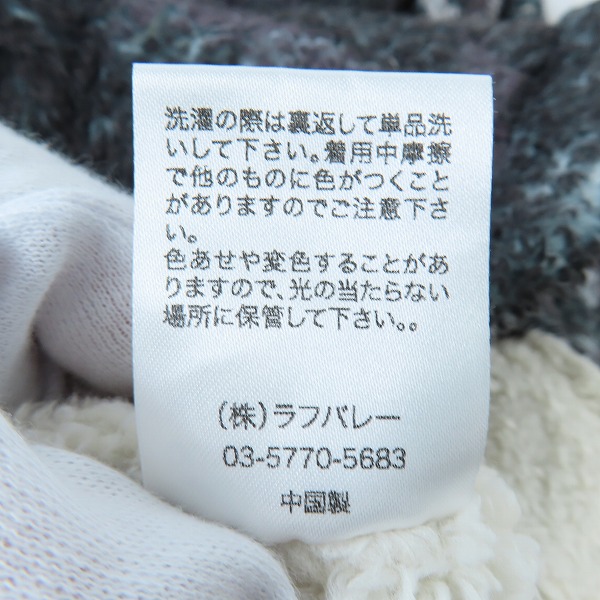 洗濯の際は裏返して単品洗
いして下さい。着用中摩擦
で他のものに色がつくこと
がありますのでご注意下さ
い。
色あせや変色することがあ
りますので、光の当たらない
場所に保管して下さい。。
（株）ラフバレー
03-5770-5683
中国製